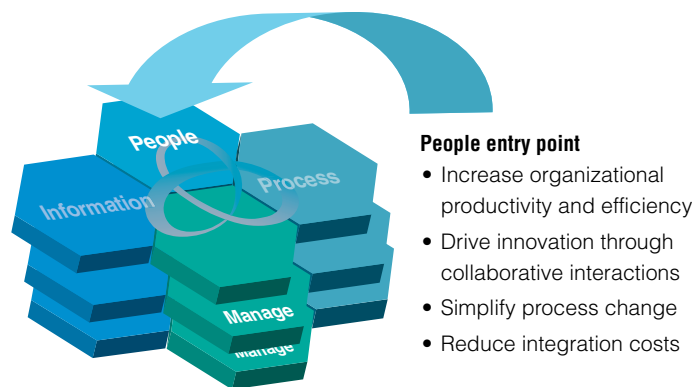 People
Process
Information
Manage
Manage
People entry point
• Increase organizational
productivity and efficiency
• Drive innovation through
collaborative interactions
• Simplify process change
• Reduce integration costs